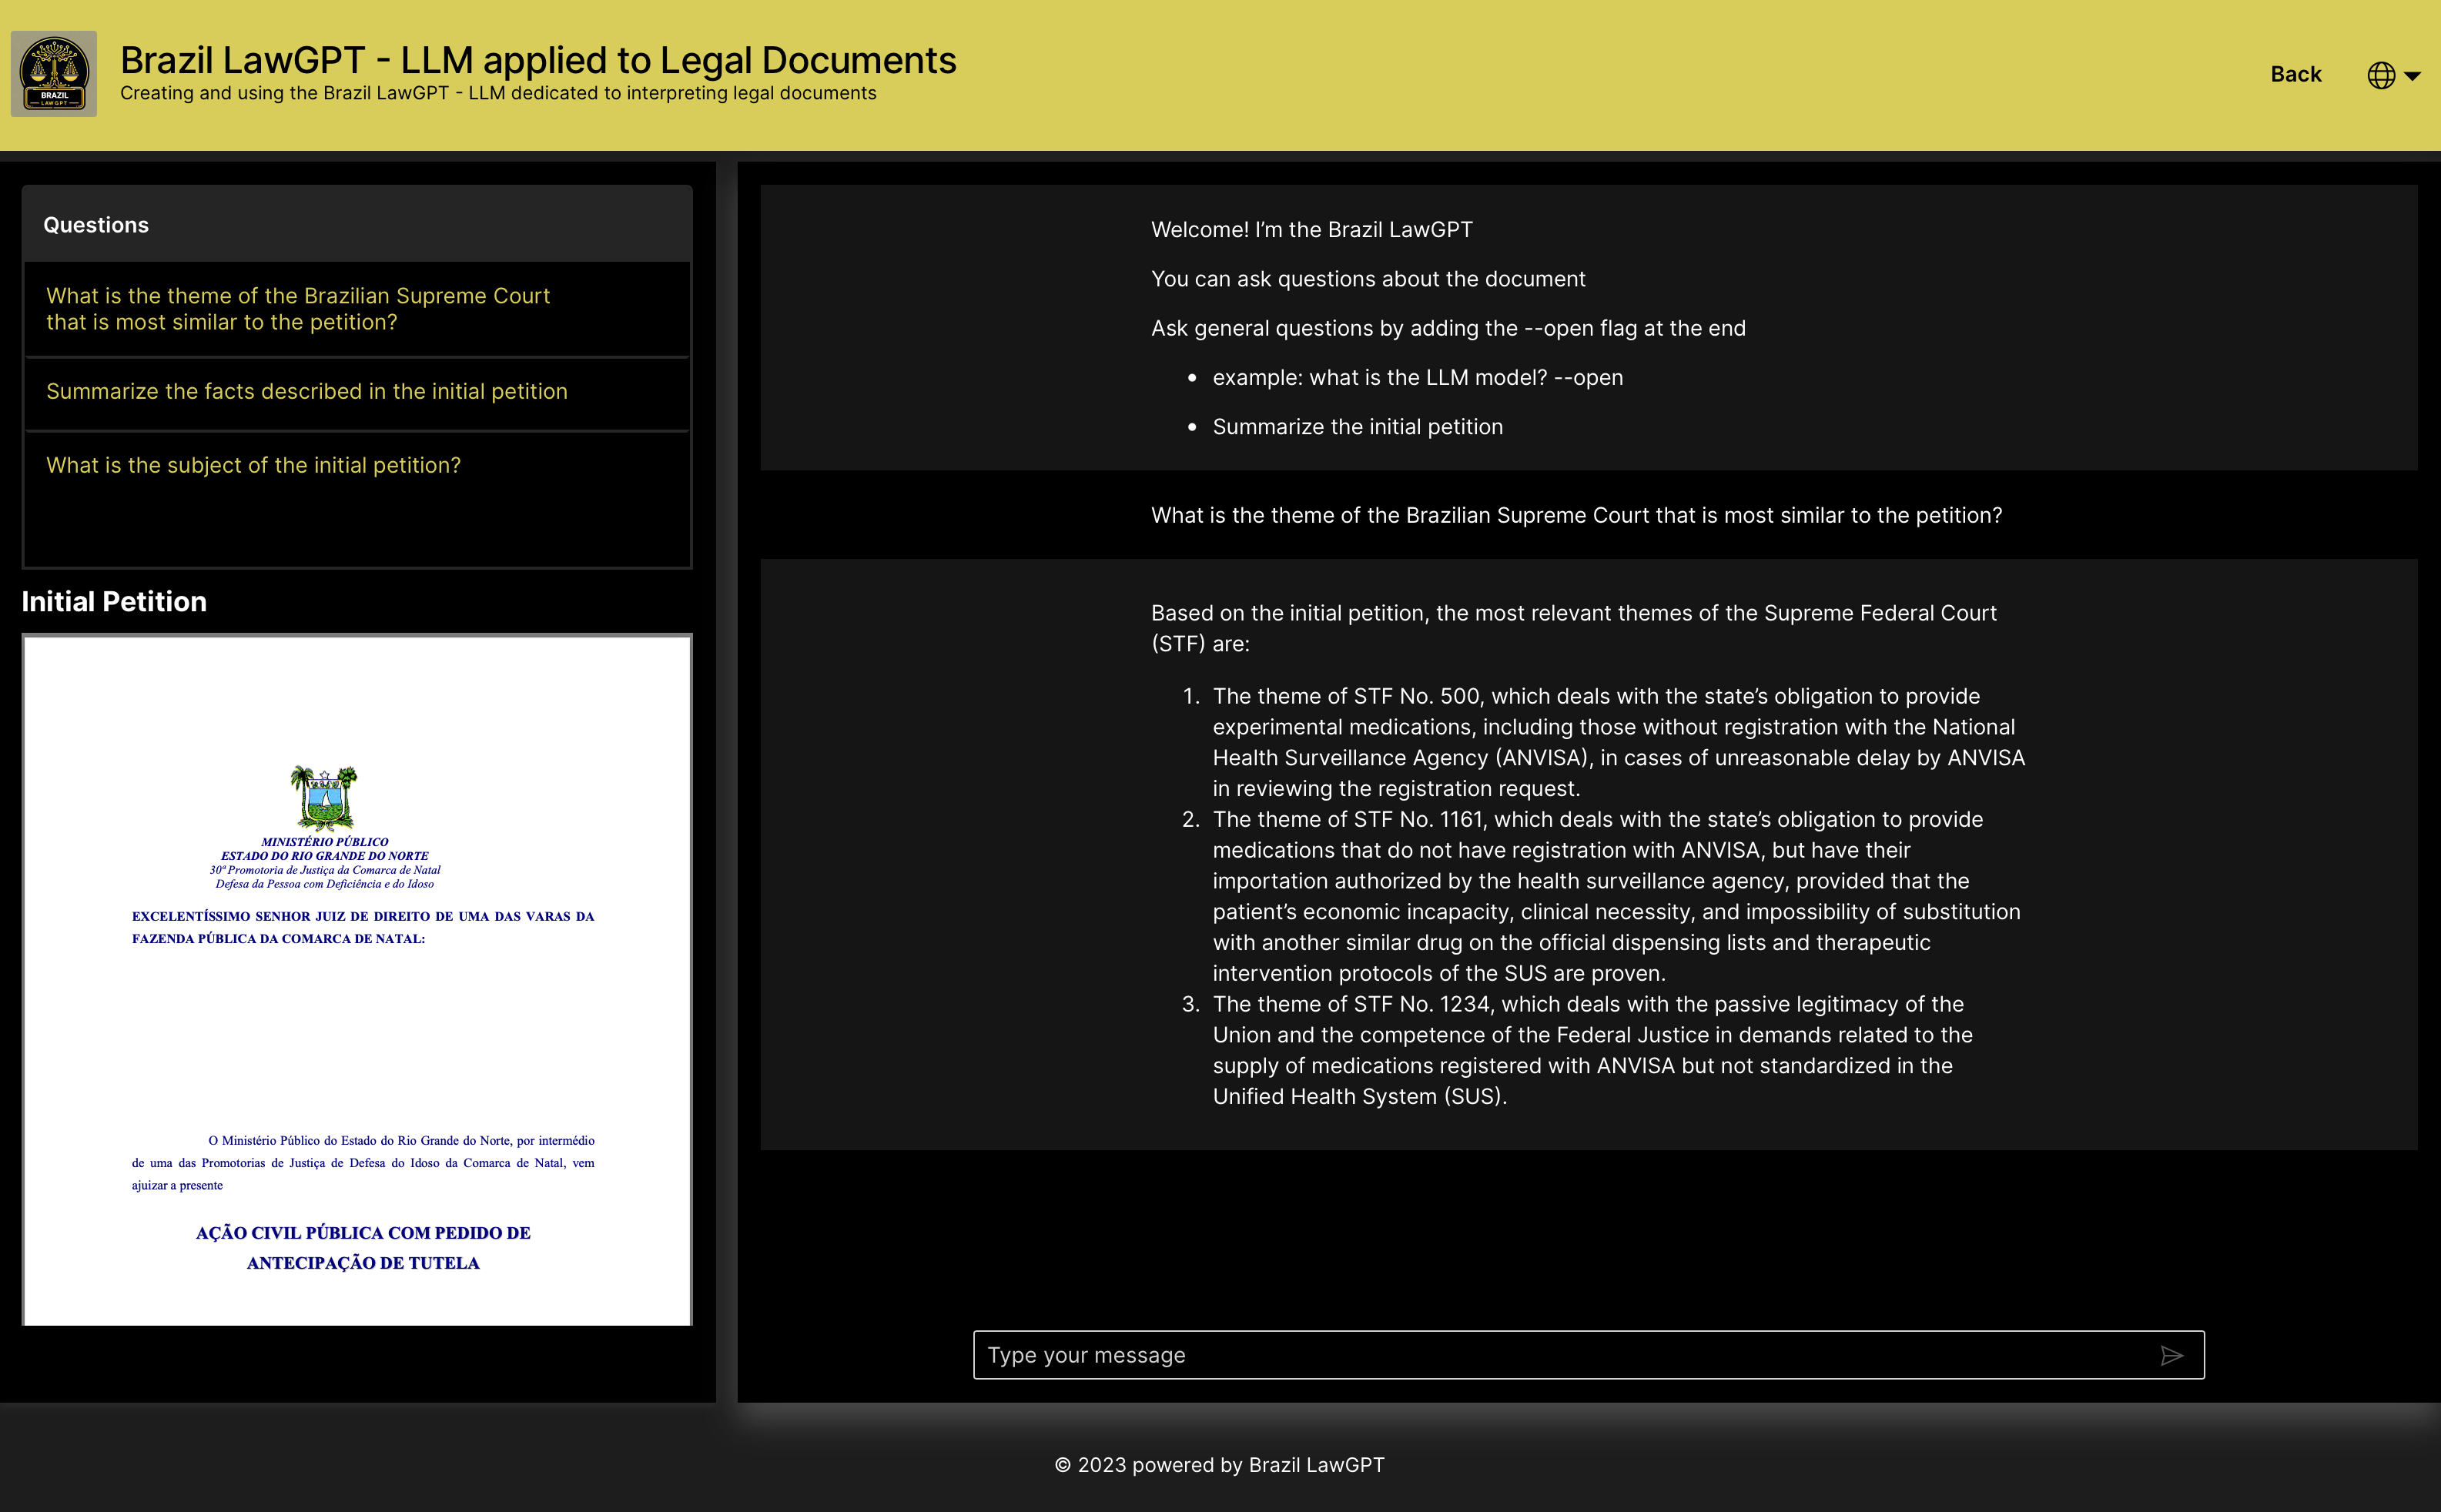 BRAZIL
LAWGPT
Brazil LawGPT - LLM applied to Legal Documents
Creating and using the Brazil LawGPT - LLM dedicated to interpreting legal documents
Back
Questions
What is the theme of the Brazilian Supreme Court
that is most similar to the petition?
Summarize the facts described in the initial petition
What is the subject of the initial petition?
Initial Petition
MINISTÉRIO PÚBLICO
ESTADO DO RIO GRANDE DO NORTE
30ª Promotoria de Justiça da Comarca de Natal
Defesa da Pessoa com Deficiência e do Idoso
EXCELENTÍSSIMO SENHOR JUIZ DE DIREITO DE UMA DAS VARAS DA
FAZENDA PÚBLICA DA COMARCA DE NATAL:
O Ministério Público do Estado do Rio Grande do Norte, por intermédio
de uma das Promotorias de Justiça de Defesa do Idoso da Comarca de Natal, vem
ajuizar a presente
AÇÃO CIVIL PÚBLICA COM PEDIDO DE
ANTECIPAÇÃO DE TUTELA
Welcome! I’m the Brazil LawGPT
You can ask questions about the document
Ask general questions by adding the --open flag at the end
• example: what is the LLM model? --open
• Summarize the initial petition
What is the theme of the Brazilian Supreme Court that is most similar to the petition?
Based on the initial petition, the most relevant themes of the Supreme Federal Court
(STF) are:
1. The theme of STF No. 500, which deals with the state’s obligation to provide
experimental medications, including those without registration with the National
Health Surveillance Agency (ANVISA), in cases of unreasonable delay by ANVISA
in reviewing the registration request.
2. The theme of STF No. 1161, which deals with the state’s obligation to provide
medications that do not have registration with ANVISA, but have their
importation authorized by the health surveillance agency, provided that the
patient’s economic incapacity, clinical necessity, and impossibility of substitution
with another similar drug on the official dispensing lists and therapeutic
intervention protocols of the SUS are proven.
3. The theme of STF No. 1234, which deals with the passive legitimacy of the
Union and the competence of the Federal Justice in demands related to the
supply of medications registered with ANVISA but not standardized in the
Unified Health System (SUS).
Type your message
© 2023 powered by Brazil LawGPT